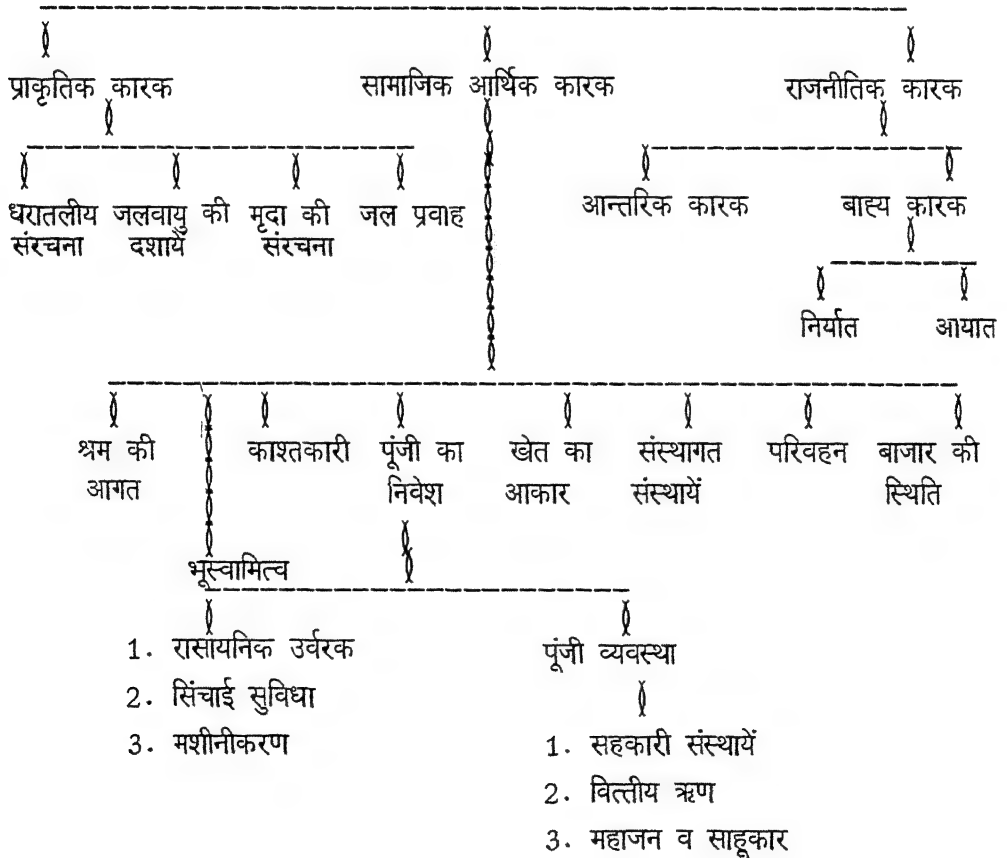 प्राकृतिक कारक सामाजिक आर्थिक कारक राजनीतिक कारक
धरातलीय जलवायु की मृदा की जल प्रवाह आन्तरिक कारक बाह्य कारक
संरचना दशायें संरचना
निर्यात आयात
श्रम की काश्तकारी पूंजी का खेत का संस्थागत परिवहन बाजार की
आगत निवेश आकार संस्थायें स्थिति
भूस्वामित्व
1. रासायनिक उर्वरक पूंजी व्यवस्था
2. सिंचाई सुविधा
3. मशीनीकरण
1. सहकारी संस्थायें
2. वित्तीय ऋण
3. महाजन व साहूकार